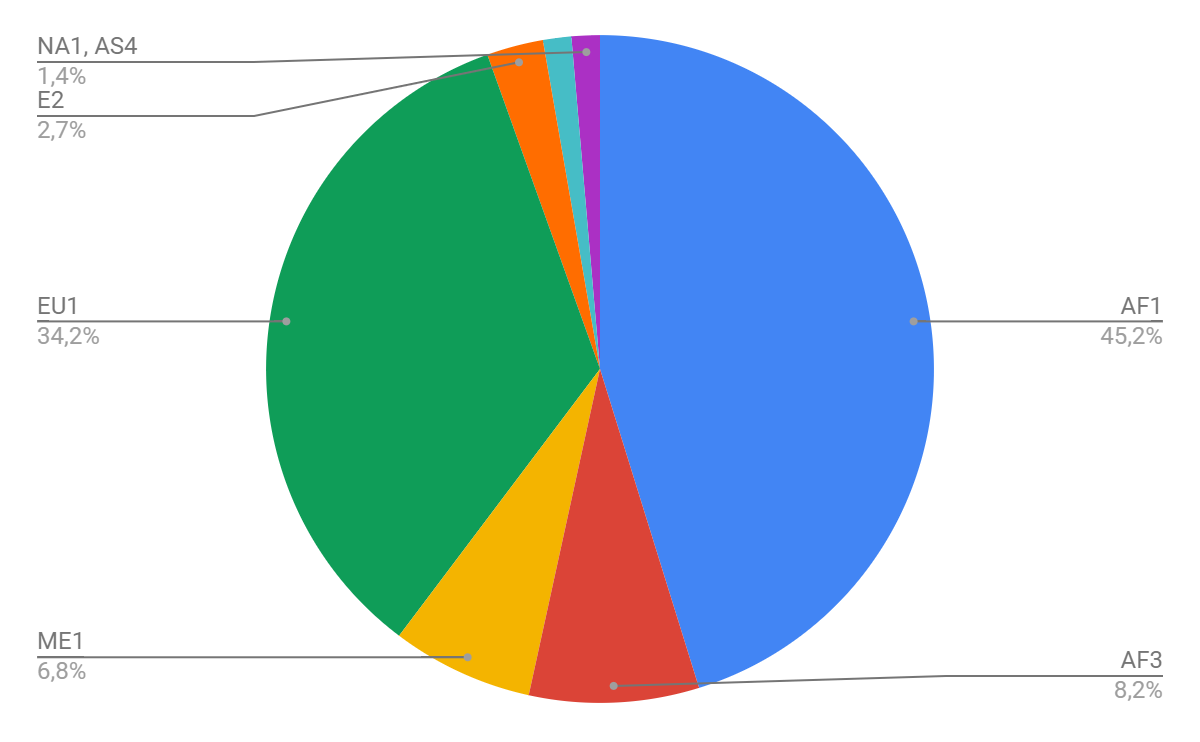 NA1, AS4
1,4%
E2
2,7%
EU1
34,2%
ME1
6,8%
AF1
45,2%
AF3
8,2%